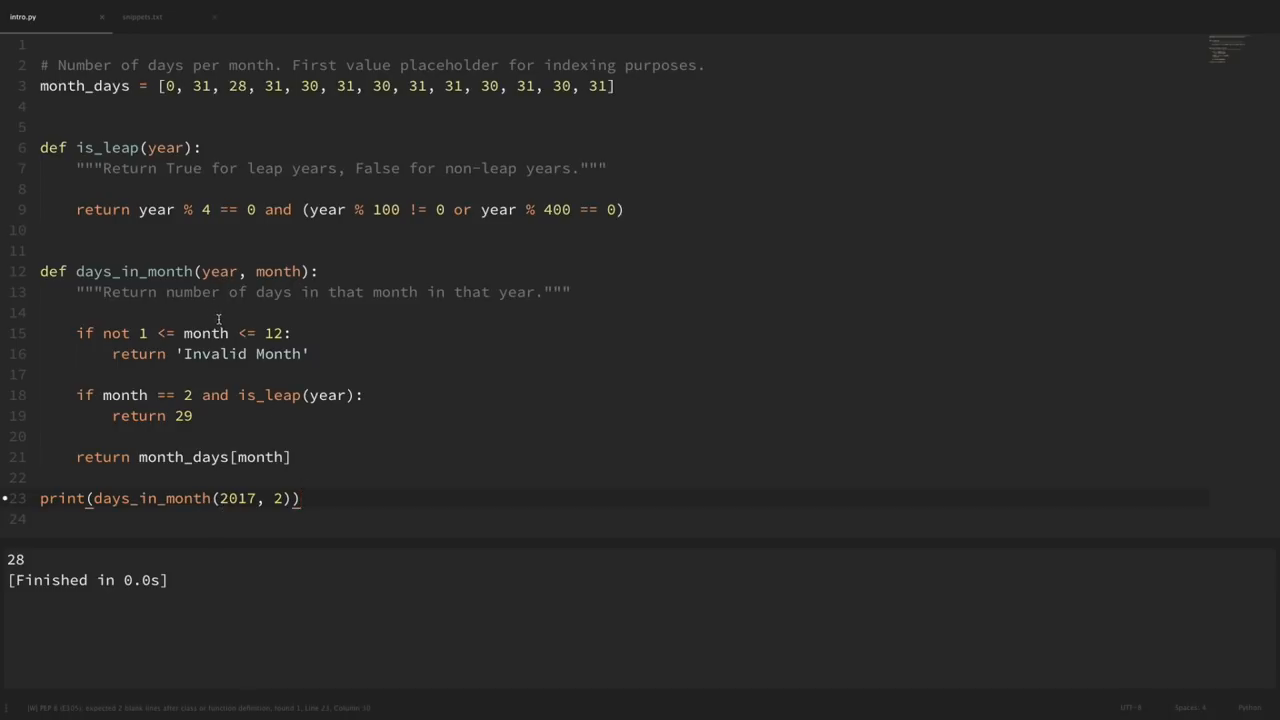 intro.py
snippets.txt
1
2 # Number of days per month. First value placeholder for indexing purposes.
3 month_days = [0, 31, 28, 31, 30, 31, 30, 31, 31, 30, 31, 30, 31]
4
5
6 def is_leap(year):
7     """Return True for leap years, False for non-leap years."""
8
9     return year % 4 == 0 and (year % 100 != 0 or year % 400 == 0)
10
11
12 def days_in_month(year, month):
13     """Return number of days in that month in that year."""
14
15     if not 1 <= month <= 12:
16         return 'Invalid Month'
17
18     if month == 2 and is_leap(year):
19         return 29
20
21     return month_days[month]
22
23 print(days_in_month(2017, 2))
24
28
[Finished in 0.0s]
[W] PEP 8 (E305): expected 2 blank lines after class or function definition, found 1, Line 23, Column 30
UTF-8
Spaces: 4
Python